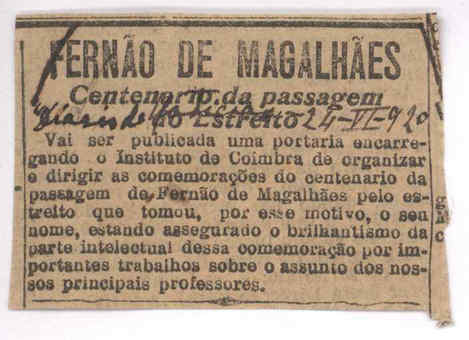 FERNÃO DE MAGALHÃES
Centenario da passagem
do Estreito
24-VI-920
Vai ser publicada uma portaria encarre-
gando o Instituto de Coimbra de organizar
e dirigir as comemorações do centenario da
passagem de Fernão de Magalhães pelo es-
treito que tomou, por esse motivo, o seu
nome, estando assegurado o brilhantismo da
parte intelectual dessa comemoração por im-
portantes trabalhos sobre o assunto dos nos-
sos principais professores.